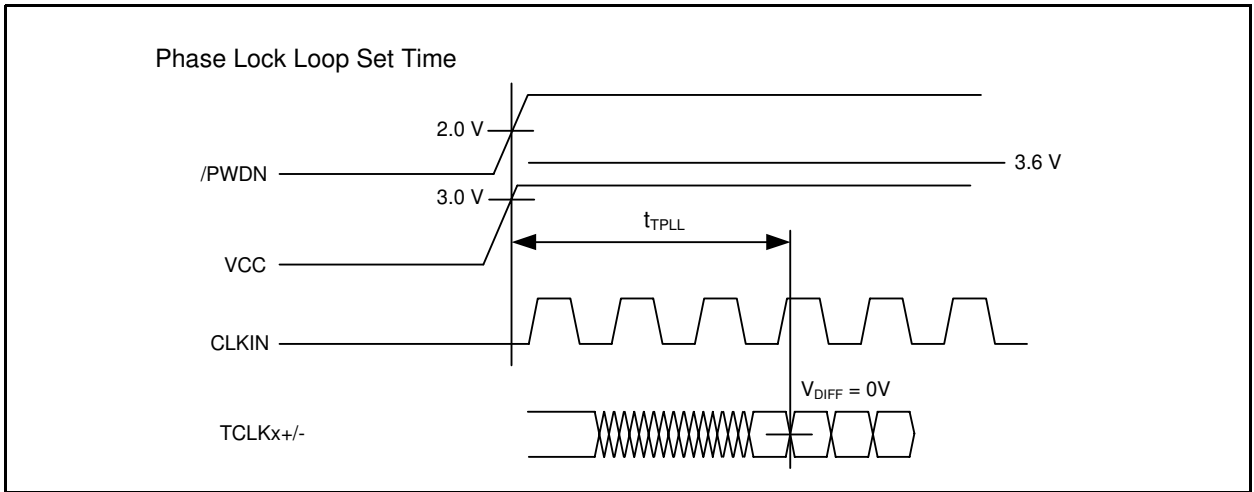 Phase Lock Loop Set Time
2.0 V
/PWDN
3.6 V
3.0 V
tTPLL
VCC
CLKIN
VDIFF = 0V
TCLKx+/-